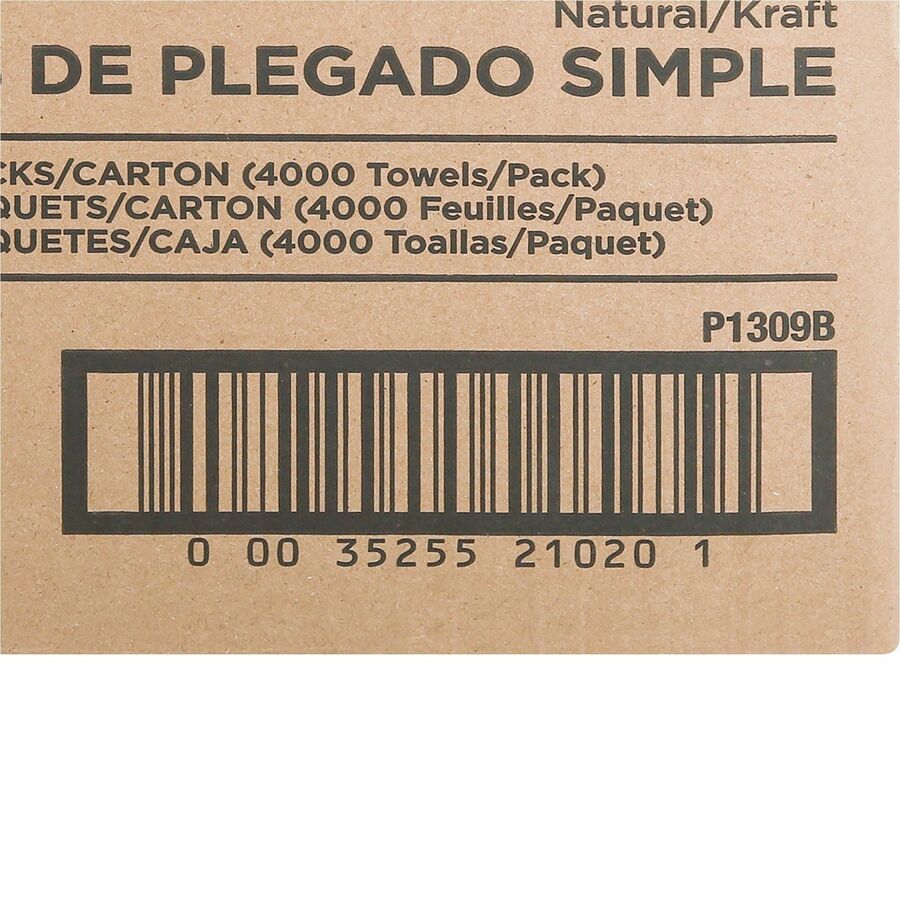 Natural/Kraft
DE PLEGADO SIMPLE
CKS/CARTON (4000 Towels/Pack)
QUETS/CARTON (4000 Feuilles/Paquet)
QUETES/CAJA (4000 Toallas/Paquet)
P1309B
0 00 35255 21020 1